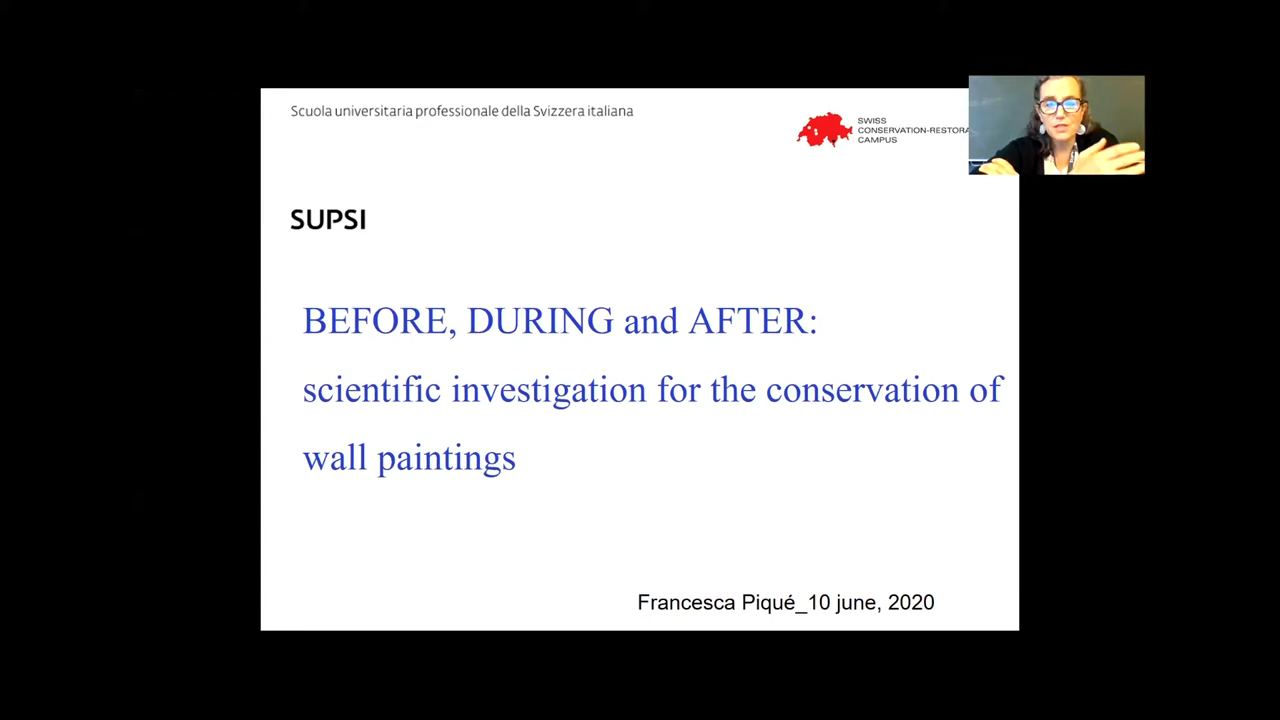 Scuola universitaria professionale della Svizzera italiana
SWISS
CONSERVATION-RESTORA
CAMPUS
SUPSI
BEFORE, DURING and AFTER:
scientific investigation for the conservation of
wall paintings
Francesca Piqué_10 june, 2020